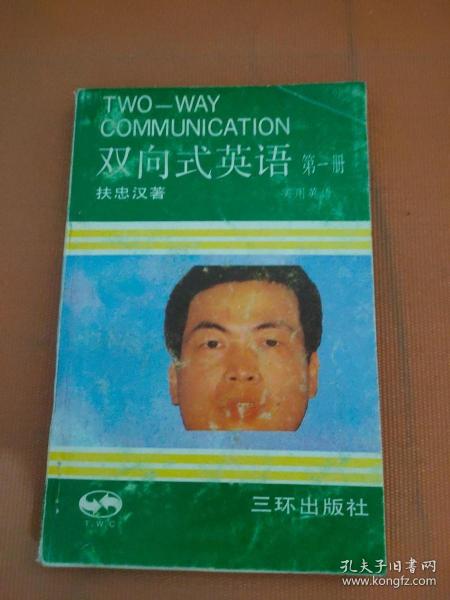 TWO—WAY
COMMUNICATION
双向式英语 第一册
扶忠汉著 实用英语
T.W.C
三环出版社
孔夫子旧书网
www.kongfz.com